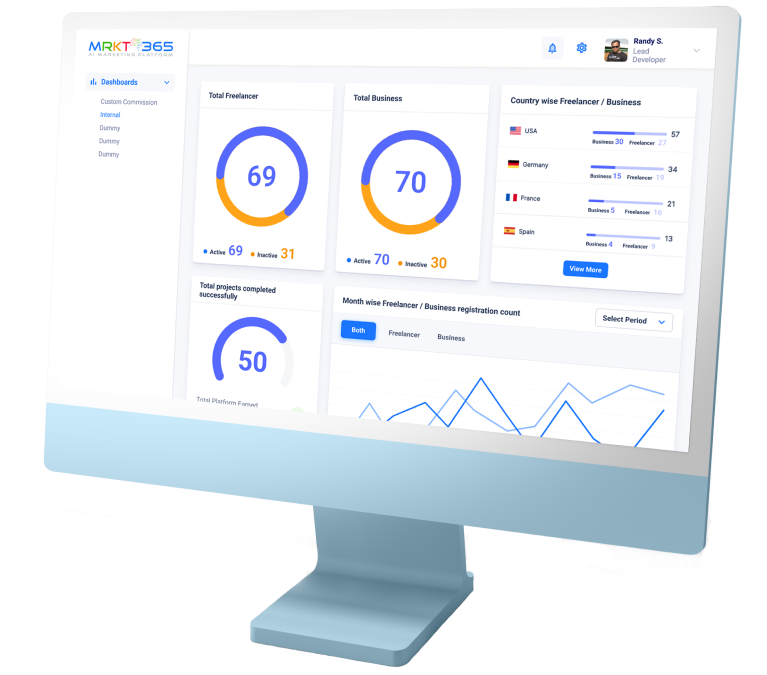 MRKT 365
AI MARKETING PLATFORM
Randy S.
Lead
Developer
Dashboards
Custom Commission
Internal
Dummy
Dummy
Dummy
Total Freelancer
69
Active 69 Inactive 31
Total Business
70
Active 70 Inactive 30
Country wise Freelancer / Business
USA
57
Business 30 Freelancer 27
Germany
34
Business 15 Freelancer 19
France
21
Business 5 Freelancer 16
Spain
13
Business 4 Freelancer 9
View More
Total projects completed
successfully
50
Total Platform Earned
Month wise Freelancer / Business registration count
Select Period
Both Freelancer Business